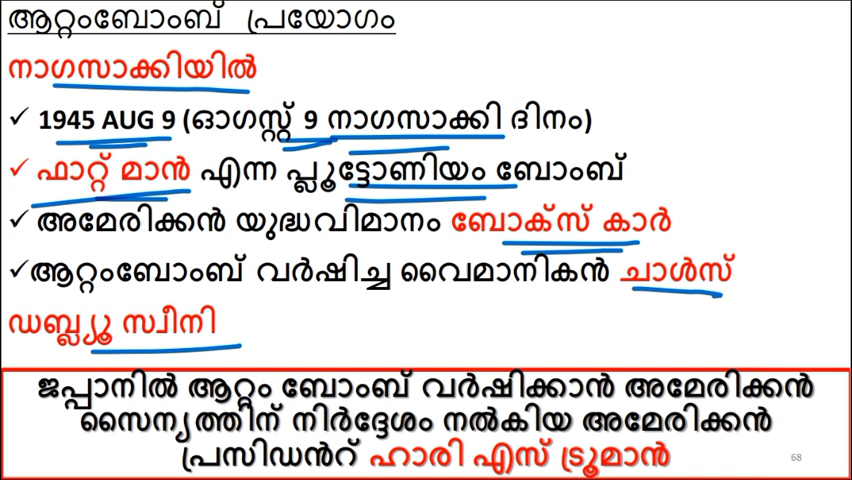 ആറ്റംബോംബ് പ്രയോഗം
നാഗസാക്കിയിൽ
✓ 1945 AUG 9 (ഓഗസ്റ്റ് 9 നാഗസാക്കി ദിനം)
✓ ഫാറ്റ് മാൻ എന്ന പ്ലൂട്ടോണിയം ബോംബ്
✓ അമേരിക്കൻ യുദ്ധവിമാനം ബോക്സ് കാർ
✓ആറ്റംബോംബ് വർഷിച്ച വൈമാനികൻ ചാൾസ്
ഡബ്ല്യൂ സ്വീനി
ജപ്പാനിൽ ആറ്റം ബോംബ് വർഷിക്കാൻ അമേരിക്കൻ
സൈന്യത്തിന് നിർദ്ദേശം നൽകിയ അമേരിക്കൻ
പ്രസിഡൻറ് ഹാരി എസ് ട്രൂമാൻ
68